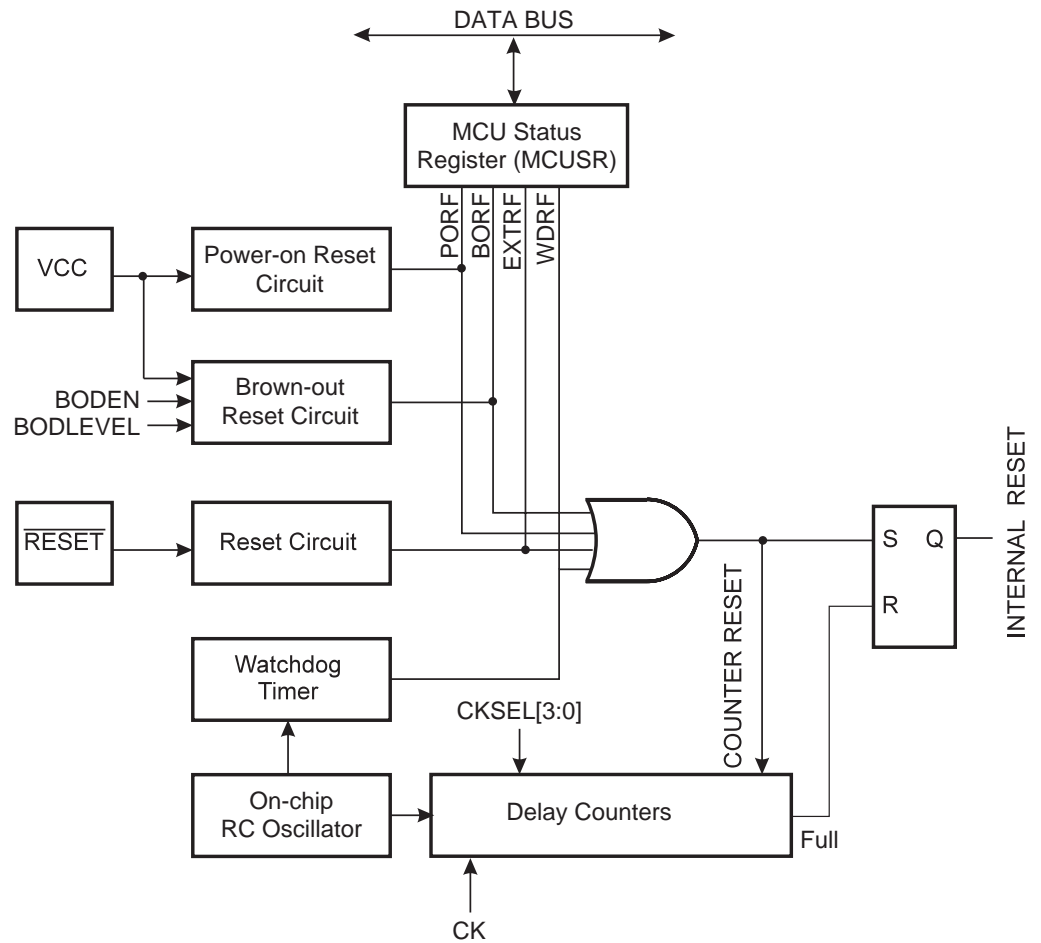 DATA BUS
MCU Status
Register (MCUSR)
PORF
BORF
EXTRF
WDRF
VCC
Power-on Reset
Circuit
BODEN
BODLEVEL
Brown-out
Reset Circuit
RESET
Reset Circuit
S
Q
R
INTERNAL RESET
COUNTER RESET
Watchdog
Timer
CKSEL[3:0]
On-chip
RC Oscillator
Delay Counters
Full
CK